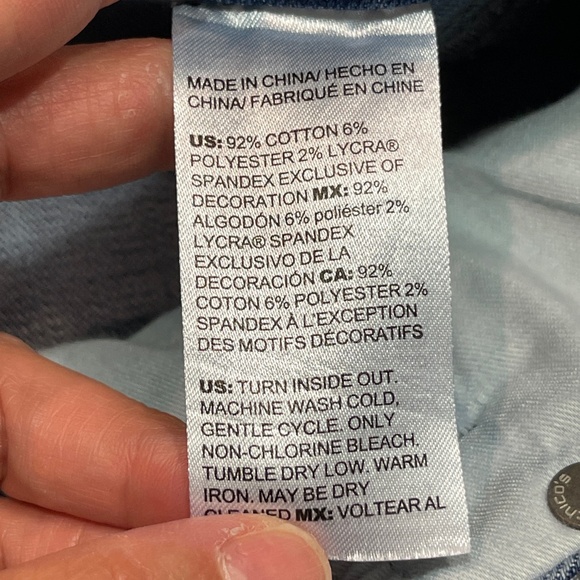 MADE IN CHINA/ HECHO EN
CHINA/ FABRIQUÉ EN CHINE
US: 92% COTTON 6%
POLYESTER 2% LYCRA®
SPANDEX EXCLUSIVE OF
DECORATION MX: 92%
ALGODÓN 6% poliéster 2%
LYCRA® SPANDEX
EXCLUSIVO DE LA
DECORACIÓN CA: 92%
COTON 6% POLYESTER 2%
SPANDEX À L'EXCEPTION
DES MOTIFS DÉCORATIFS
US: TURN INSIDE OUT.
MACHINE WASH COLD,
GENTLE CYCLE. ONLY
NON-CHLORINE BLEACH.
TUMBLE DRY LOW. WARM
IRON. MAY BE DRY
CLEANED MX: VOLTEAR AL